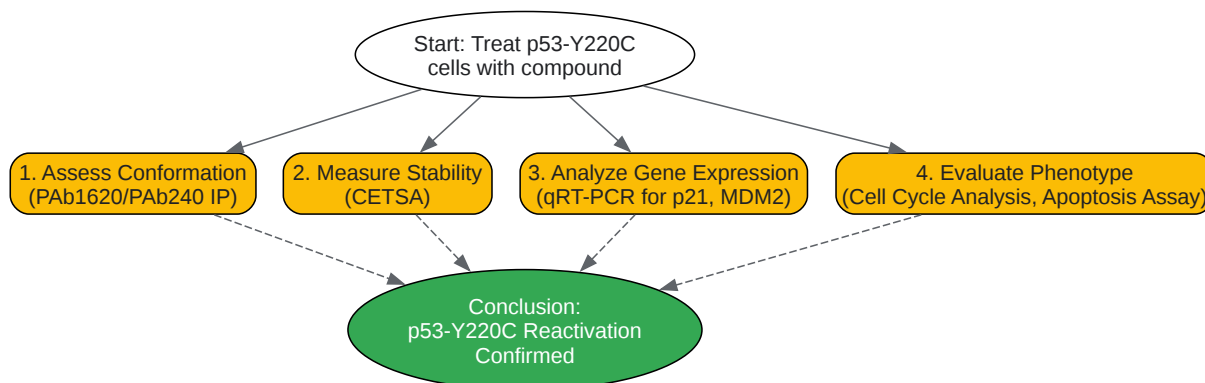 Start: Treat p53-Y220C
cells with compound
1. Assess Conformation
(PAb1620/PAb240 IP)
2. Measure Stability
(CETSA)
3. Analyze Gene Expression
(qRT-PCR for p21, MDM2)
4. Evaluate Phenotype
(Cell Cycle Analysis, Apoptosis Assay)
Conclusion:
p53-Y220C Reactivation
Confirmed